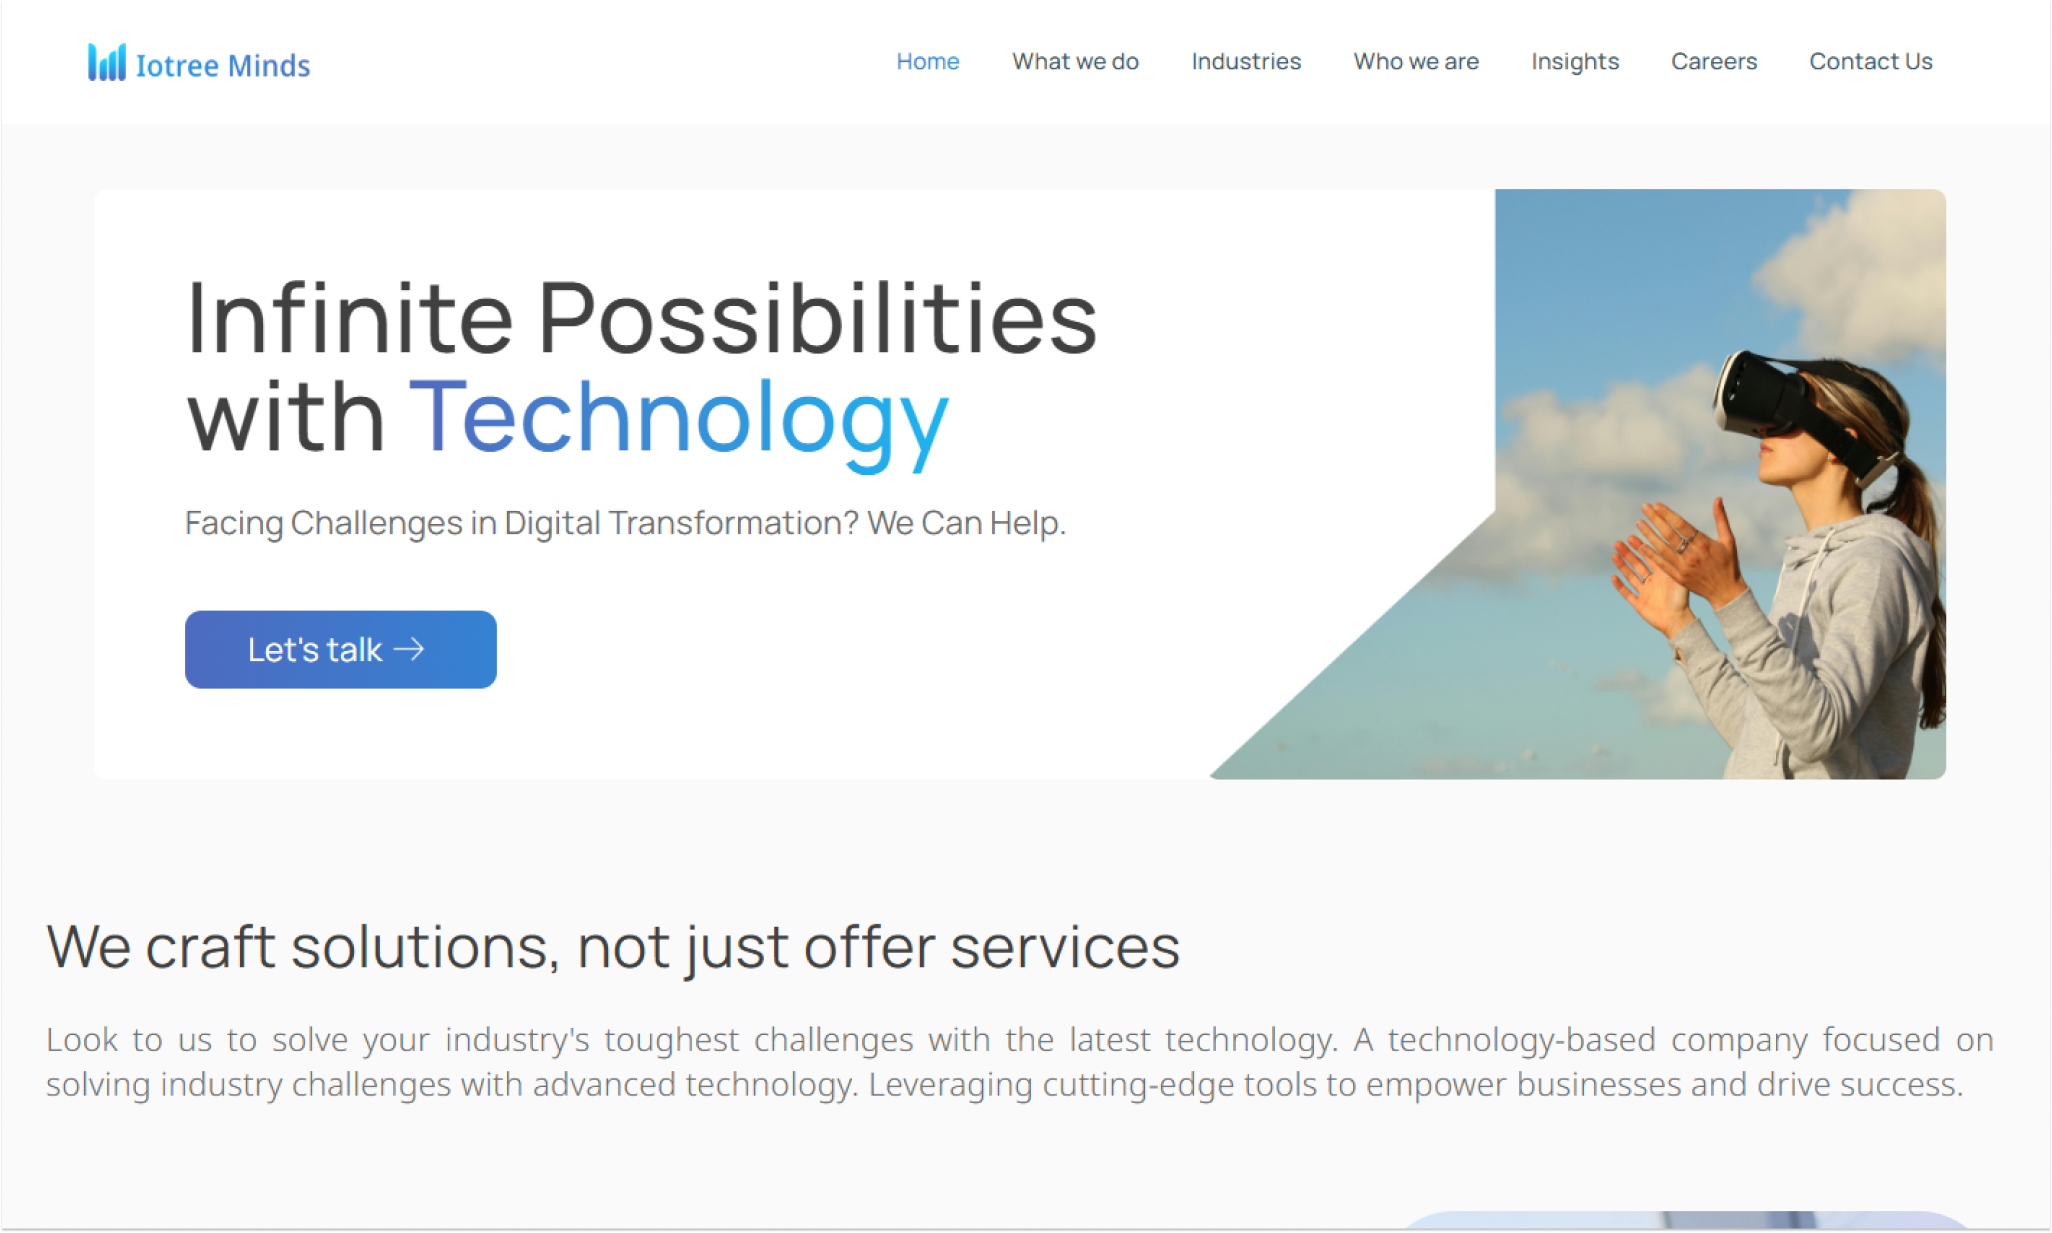 Iotree Minds
Home What we do Industries Who we are Insights Careers Contact Us
Infinite Possibilities
with Technology
Facing Challenges in Digital Transformation? We Can Help.
Let's talk →
We craft solutions, not just offer services
Look to us to solve your industry's toughest challenges with the latest technology. A technology-based company focused on
solving industry challenges with advanced technology. Leveraging cutting-edge tools to empower businesses and drive success.